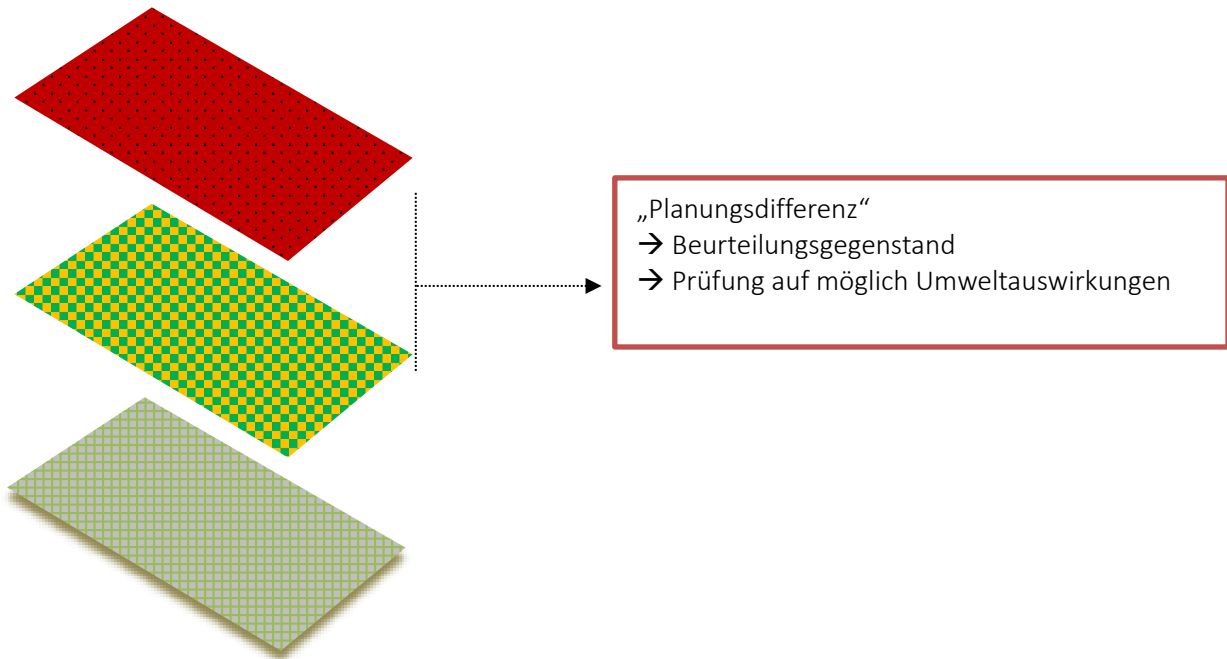 „Planungsdifferenz“
→ Beurteilungsgegenstand
→ Prüfung auf möglich Umweltauswirkungen